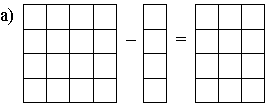 a) – =